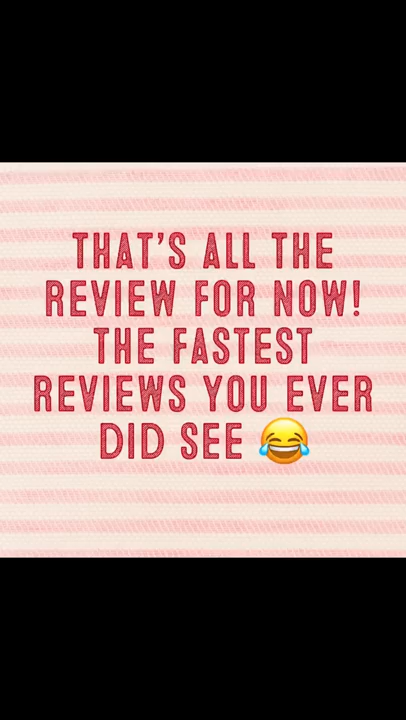 THAT'S ALL THE
REVIEW FOR NOW!
THE FASTEST
REVIEWS YOU EVER
DID SEE 😂